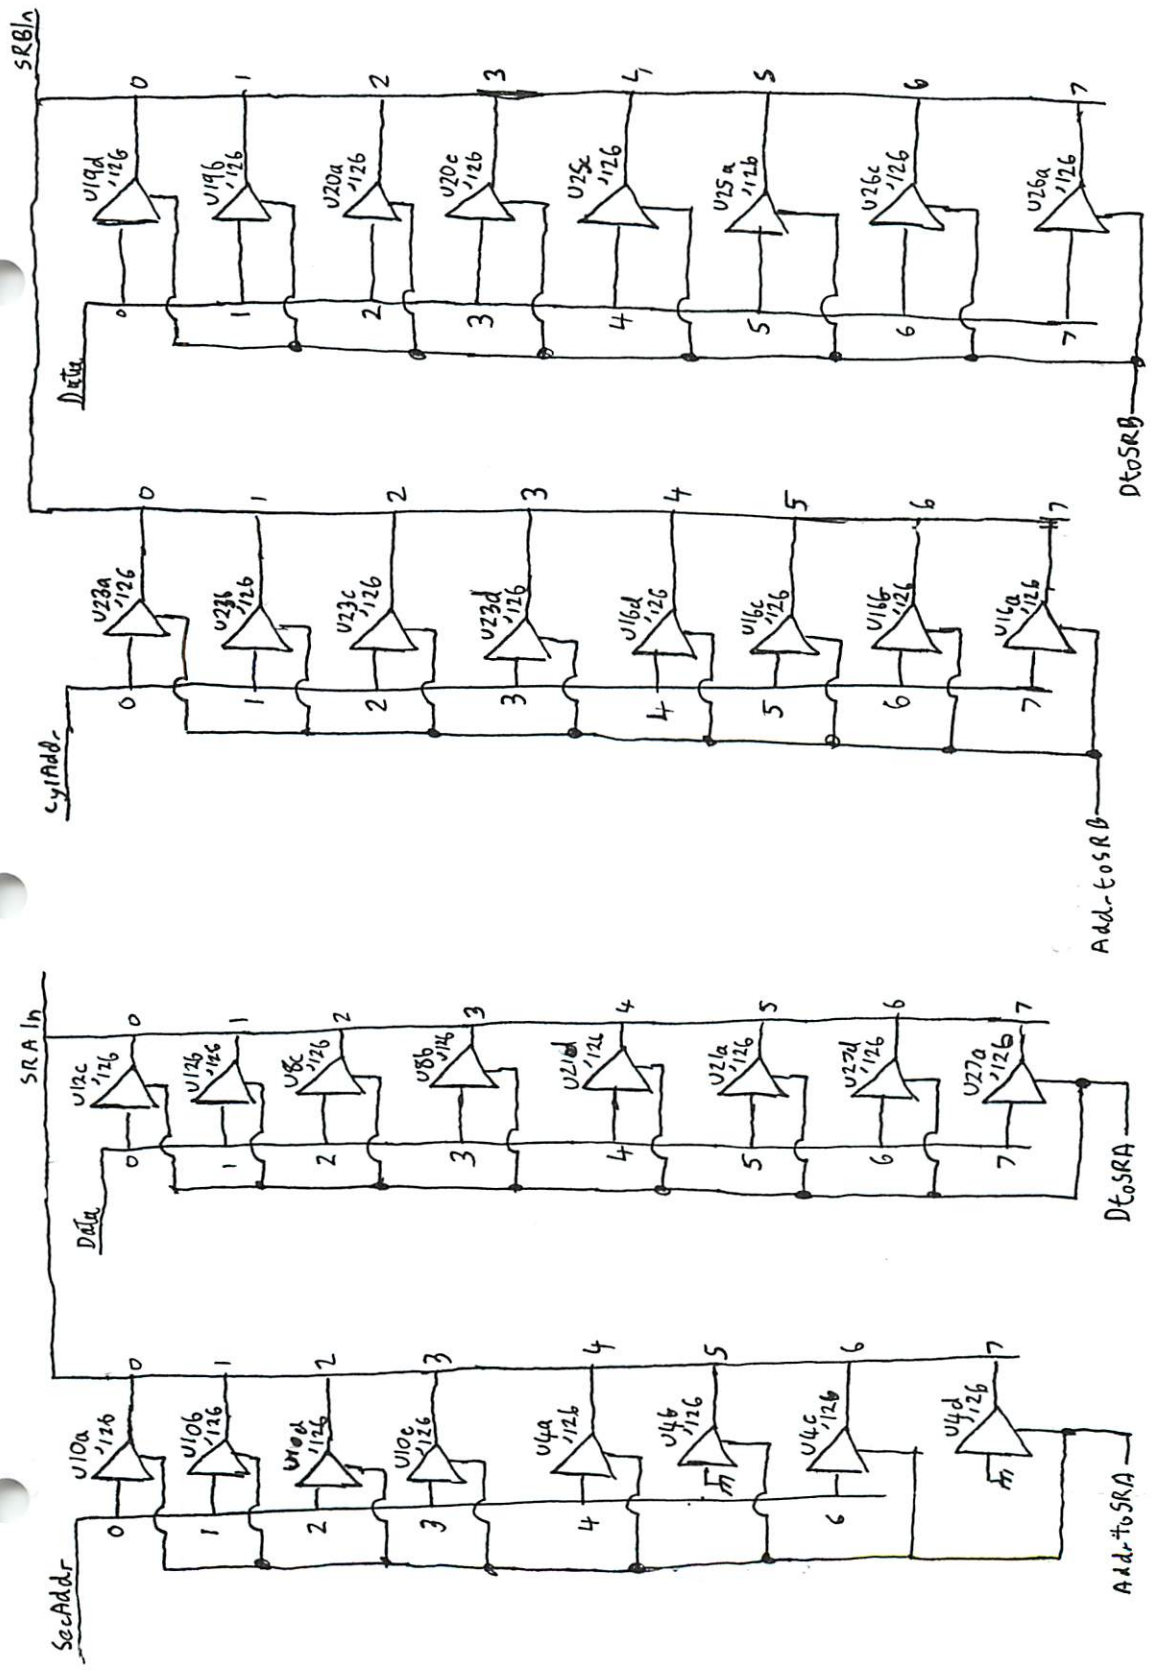 SRBIn
Data
0
U19d
'126
0
1
U19b
'126
1
2
U20a
'126
2
3
U20c
'126
3
4
U25c
'126
4
5
U25a
'126
5
6
U26c
'126
6
7
U26a
'126
7
DtoSRB
CylAddr
0
U23a
'126
0
1
U23b
'126
1
2
U23c
'126
2
3
U23d
'126
3
4
U16d
'126
4
5
U16c
'126
5
6
U16b
'126
6
7
U16a
'126
7
AddrtoSRB
SRA In
Data
0
U12c
'126
0
1
U12b
'126
1
2
U8c
'126
2
3
U8b
'126
3
4
U21d
'126
4
5
U21a
'126
5
6
U27d
'126
6
7
U27a
'126
7
DtoSRA
SecAddr
0
U10a
'126
0
1
U10b
'126
1
2
U10d
'126
2
3
U10c
'126
3
4
U4a
'126
4
U4b
'126
5
6
U4c
'126
6
U4d
'126
7
AddrtoSRA